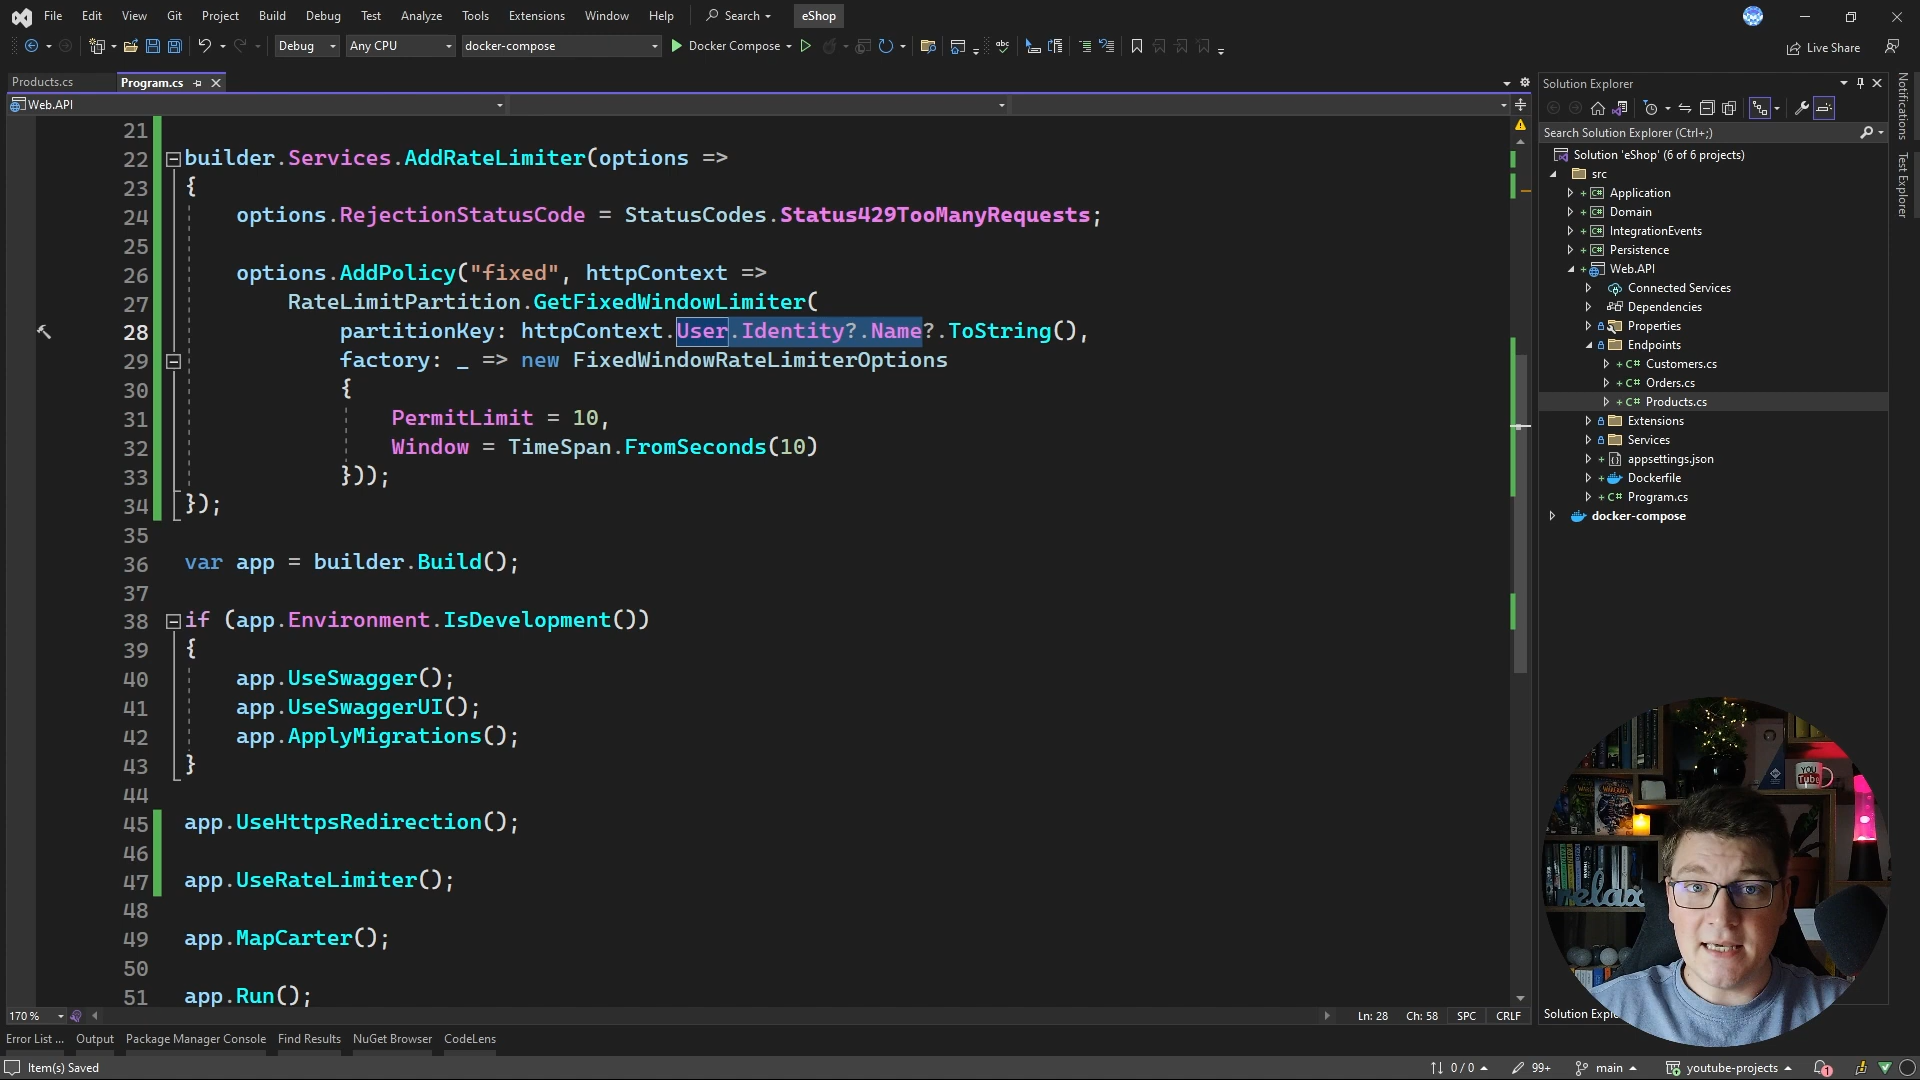 File Edit View Git Project Build Debug Test Analyze Tools Extensions Window Help Search eShop
Debug Any CPU docker-compose Docker Compose Live Share
Products.cs Program.cs
Web.API
21
22 builder.Services.AddRateLimiter(options =>
23 {
24 options.RejectionStatusCode = StatusCodes.Status429TooManyRequests;
25
26 options.AddPolicy("fixed", httpContext =>
27 RateLimitPartition.GetFixedWindowLimiter(
28 partitionKey: httpContext.User.Identity?.Name?.ToString(),
29 factory: _ => new FixedWindowRateLimiterOptions
30 {
31 PermitLimit = 10,
32 Window = TimeSpan.FromSeconds(10)
33 }));
34 });
35
36 var app = builder.Build();
37
38 if (app.Environment.IsDevelopment())
39 {
40 app.UseSwagger();
41 app.UseSwaggerUI();
42 app.ApplyMigrations();
43 }
44
45 app.UseHttpsRedirection();
46
47 app.UseRateLimiter();
48
49 app.MapCarter();
50
51 app.Run();
170 % Ln: 28 Ch: 58 SPC CRLF
Error List ... Output Package Manager Console Find Results NuGet Browser CodeLens
Item(s) Saved 0 / 0 99+ main youtube-projects 1
Solution Explorer
Search Solution Explorer (Ctrl+;)
Solution 'eShop' (6 of 6 projects)
src
Application
Domain
IntegrationEvents
Persistence
Web.API
Connected Services
Dependencies
Properties
Endpoints
Customers.cs
Orders.cs
Products.cs
Extensions
Services
appsettings.json
Dockerfile
Program.cs
docker-compose
Notifications
Test Explorer
YOU
Tube
relax
Solution Explo